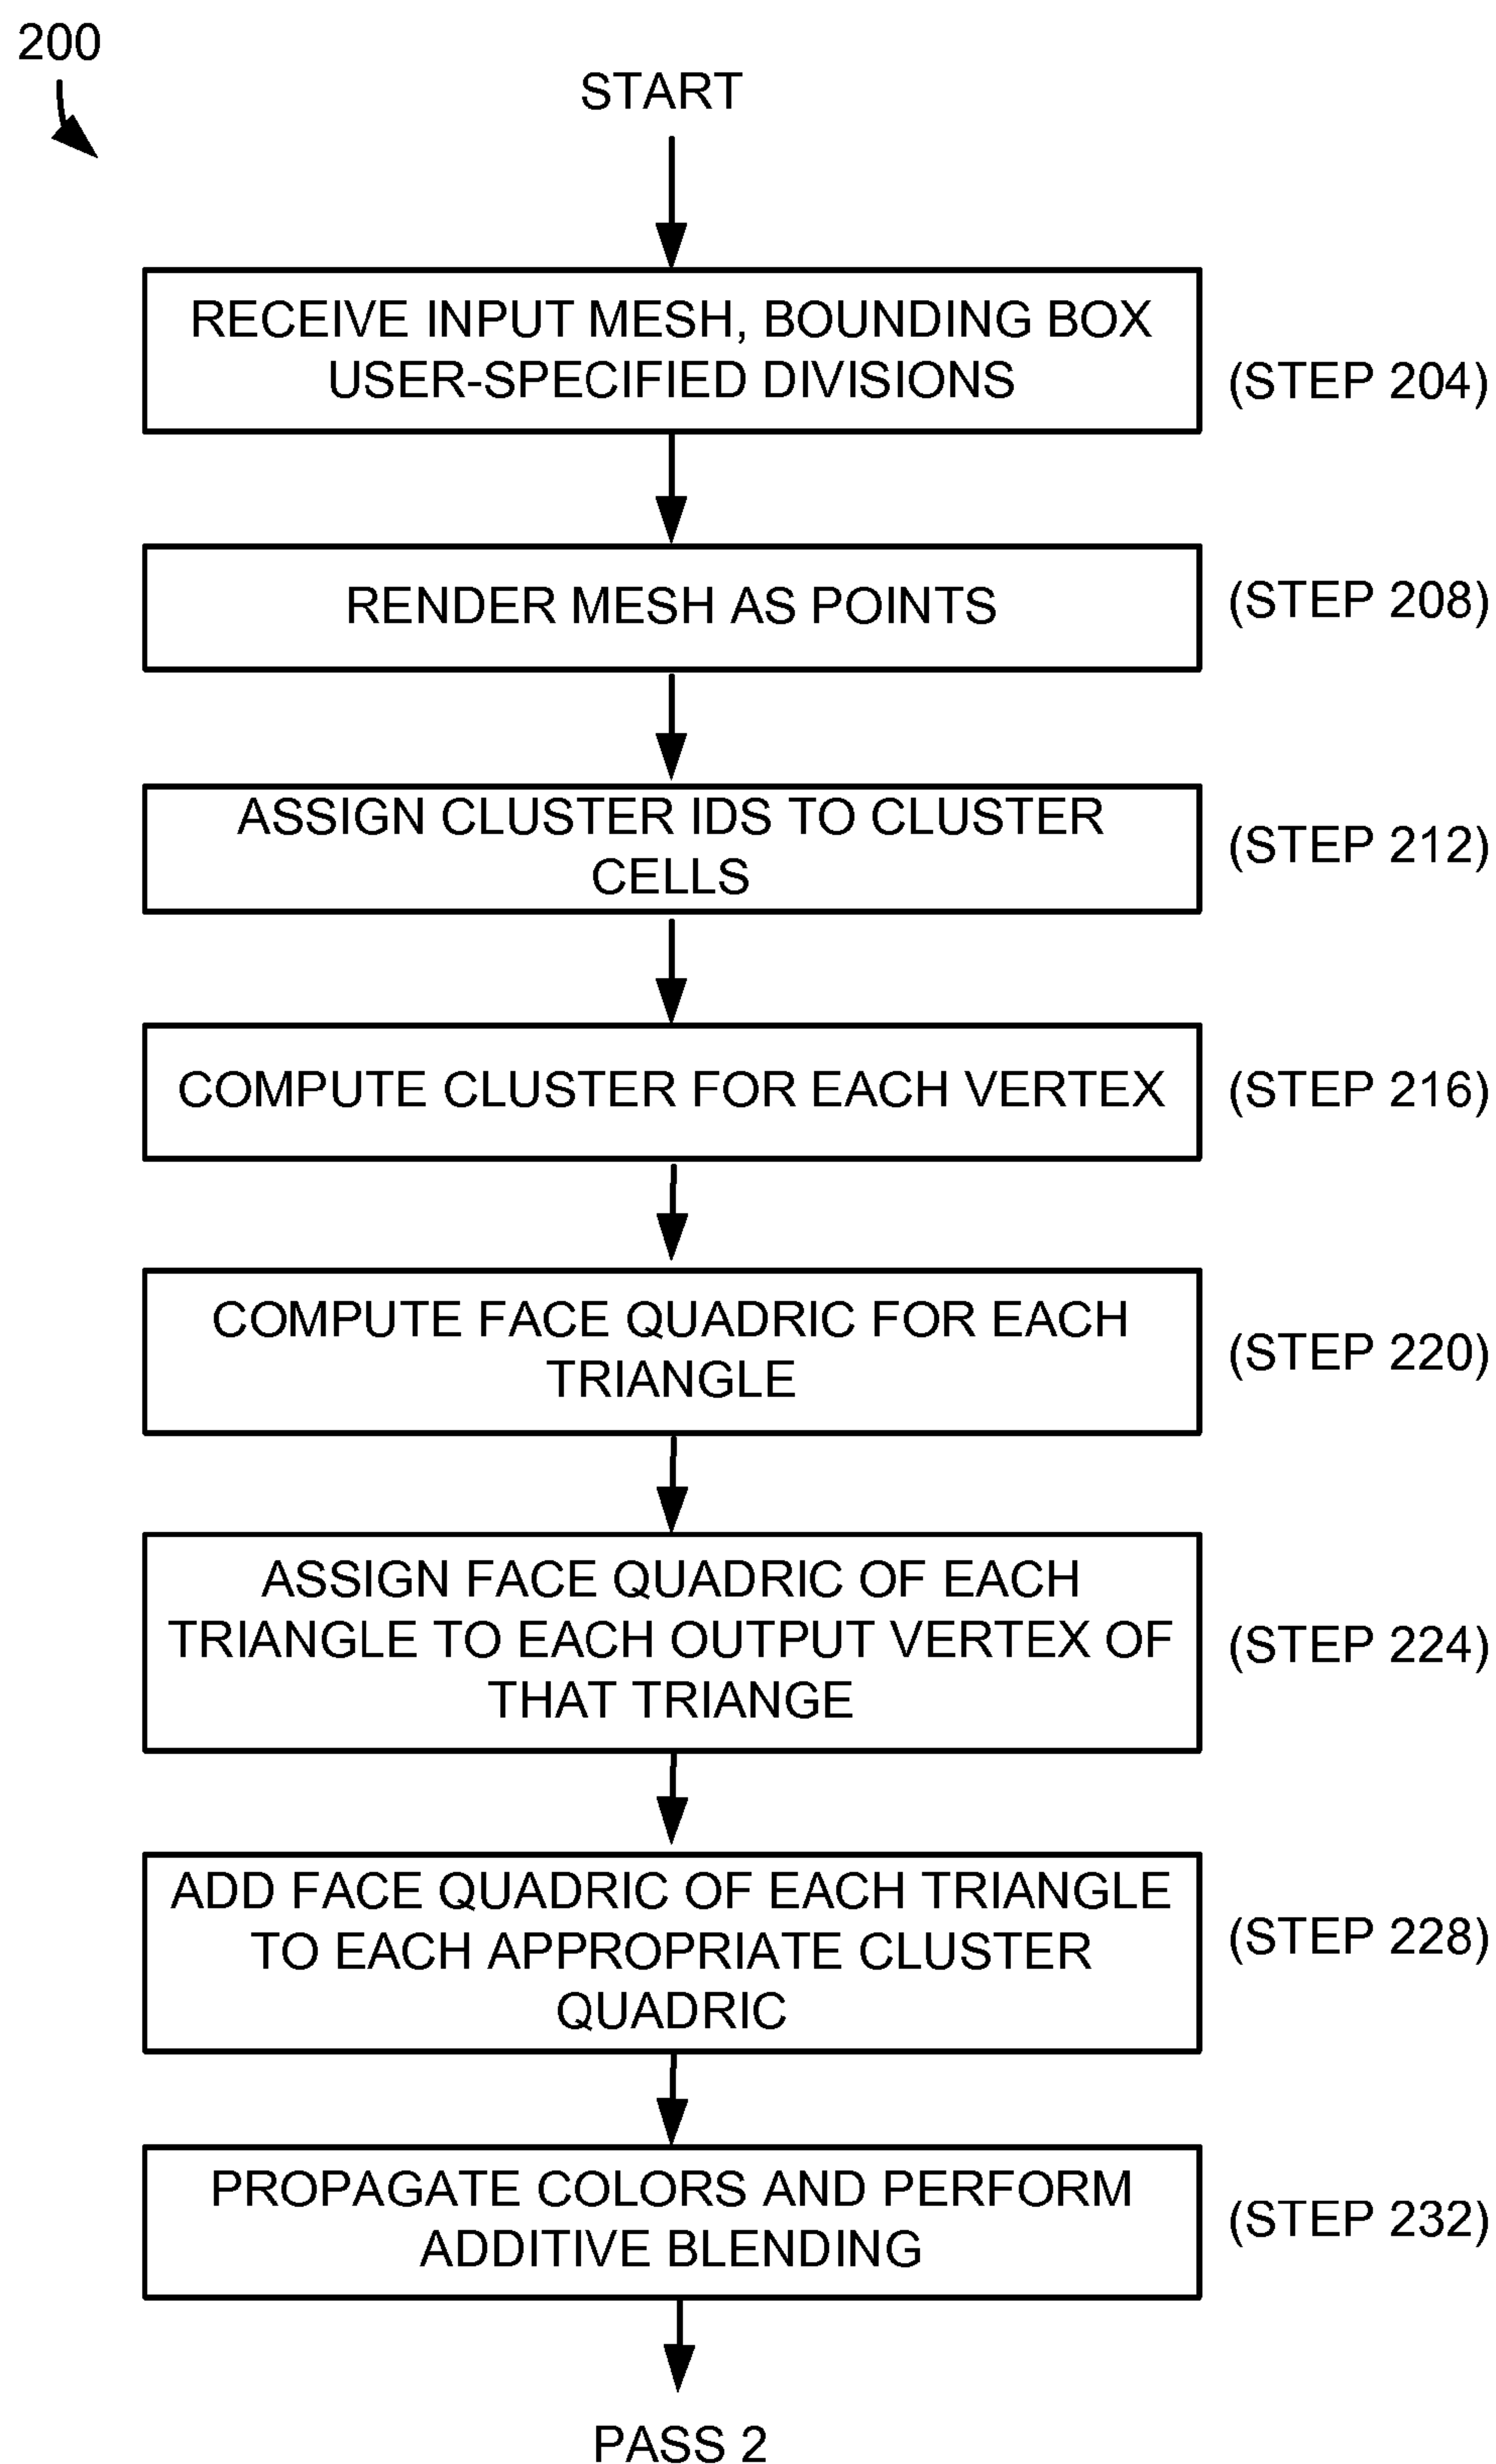 200
START
RECEIVE INPUT MESH, BOUNDING BOX
USER-SPECIFIED DIVISIONS
(STEP 204)
RENDER MESH AS POINTS
(STEP 208)
ASSIGN CLUSTER IDS TO CLUSTER
CELLS
(STEP 212)
COMPUTE CLUSTER FOR EACH VERTEX
(STEP 216)
COMPUTE FACE QUADRIC FOR EACH
TRIANGLE
(STEP 220)
ASSIGN FACE QUADRIC OF EACH
TRIANGLE TO EACH OUTPUT VERTEX OF
THAT TRIANGE
(STEP 224)
ADD FACE QUADRIC OF EACH TRIANGLE
TO EACH APPROPRIATE CLUSTER
QUADRIC
(STEP 228)
PROPAGATE COLORS AND PERFORM
ADDITIVE BLENDING
(STEP 232)
PASS 2